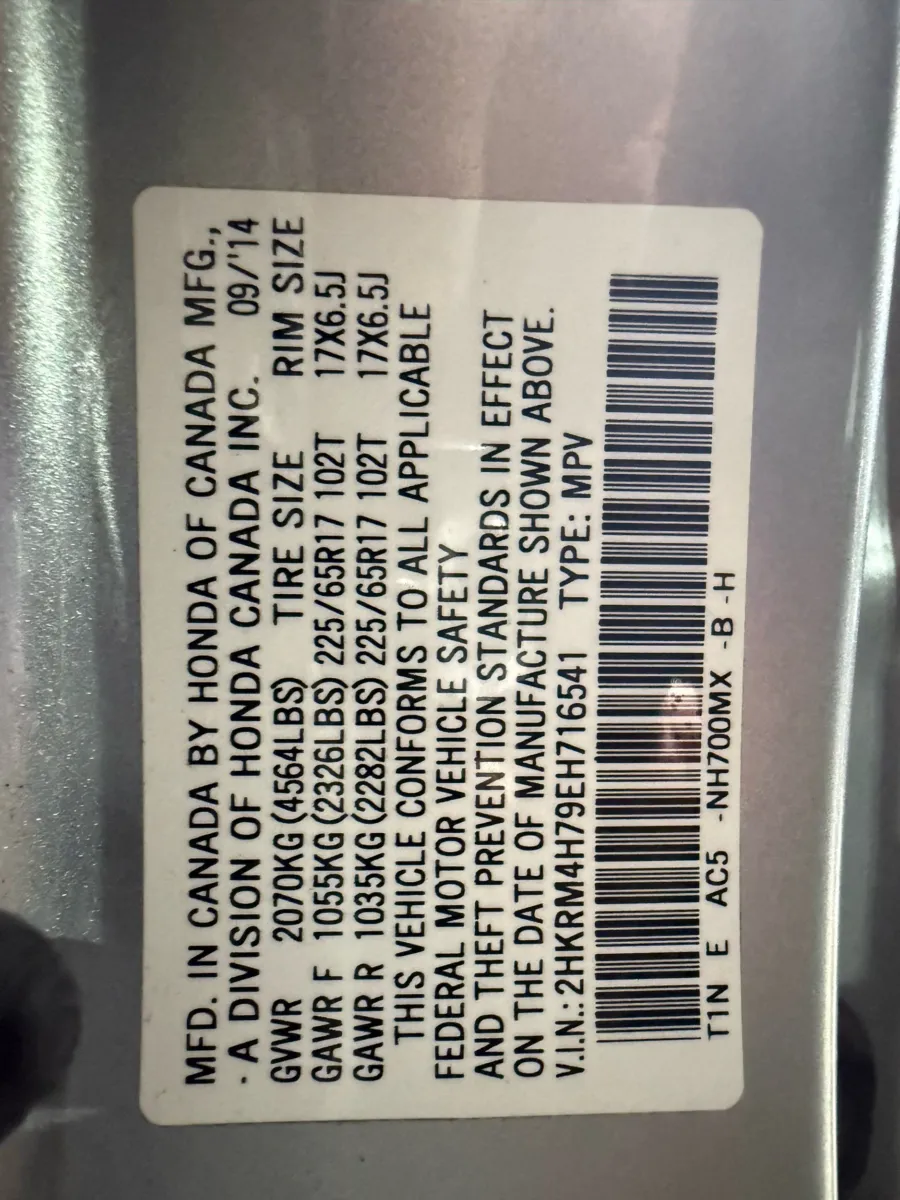 MFD. IN CANADA BY HONDA OF CANADA MFG.,
- A DIVISION OF HONDA CANADA INC. 09/'14
GVWR 2070KG (4564LBS) TIRE SIZE RIM SIZE
GAWR F 1055KG (2326LBS) 225/65R17 102T 17X6.5J
GAWR R 1035KG (2282LBS) 225/65R17 102T 17X6.5J
THIS VEHICLE CONFORMS TO ALL APPLICABLE
FEDERAL MOTOR VEHICLE SAFETY
AND THEFT PREVENTION STANDARDS IN EFFECT
ON THE DATE OF MANUFACTURE SHOWN ABOVE.
V.I.N.: 2HKRM4H79EH716541 TYPE: MPV
T1N E AC5 -NH700MX -B -H